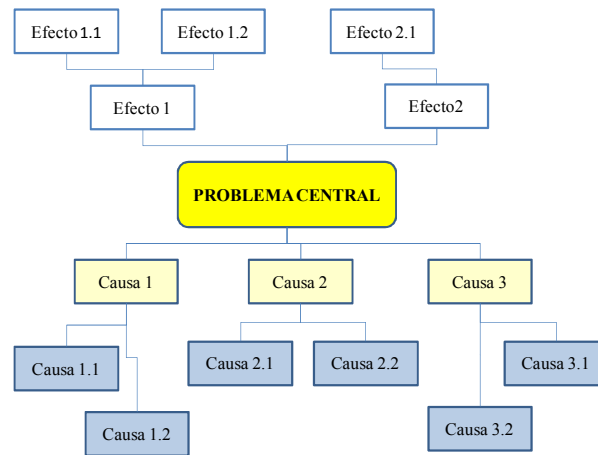 Efecto 1.1
Efecto 1.2
Efecto 2.1
Efecto 1
Efecto2
PROBLEMA CENTRAL
Causa 1
Causa 2
Causa 3
Causa 1.1
Causa 2.1
Causa 2.2
Causa 3.1
Causa 1.2
Causa 3.2